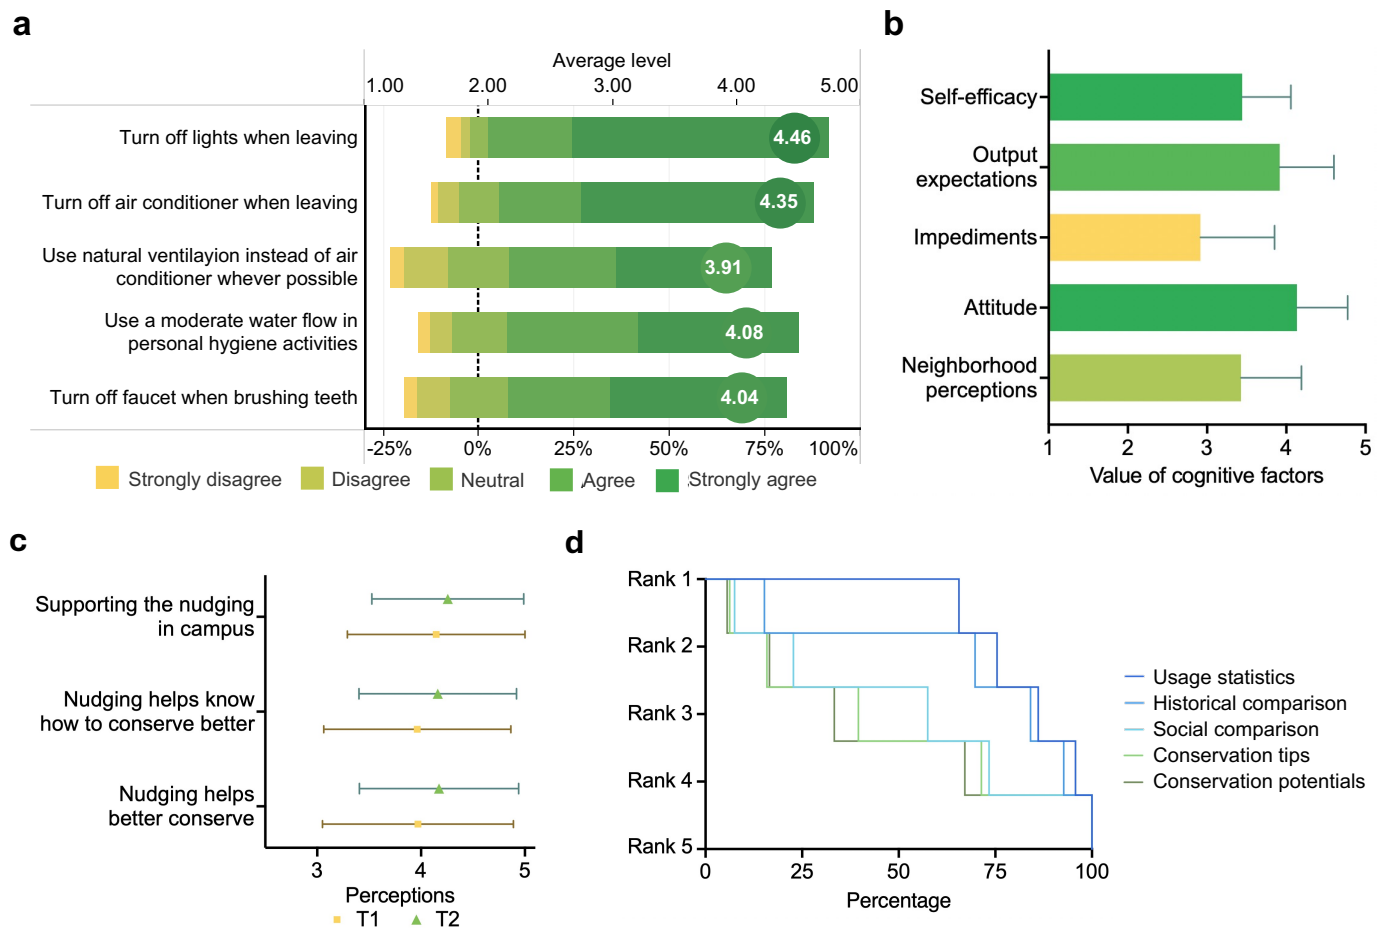 a
Average level
1.00 2.00 3.00 4.00 5.00
Turn off lights when leaving
4.46
Turn off air conditioner when leaving
4.35
Use natural ventilayion instead of air
conditioner whever possible
3.91
Use a moderate water flow in
personal hygiene activities
4.08
Turn off faucet when brushing teeth
4.04
-25% 0% 25% 50% 75% 100%
Strongly disagree Disagree Neutral Agree Strongly agree
b
Self-efficacy
Output
expectations
Impediments
Attitude
Neighborhood
perceptions
1 2 3 4 5
Value of cognitive factors
c
Supporting the nudging
in campus
Nudging helps know
how to conserve better
Nudging helps
better conserve
3 4 5
Perceptions
T1 T2
d
Rank 1
Rank 2
Rank 3
Rank 4
Rank 5
0 25 50 75 100
Percentage
Usage statistics
Historical comparison
Social comparison
Conservation tips
Conservation potentials